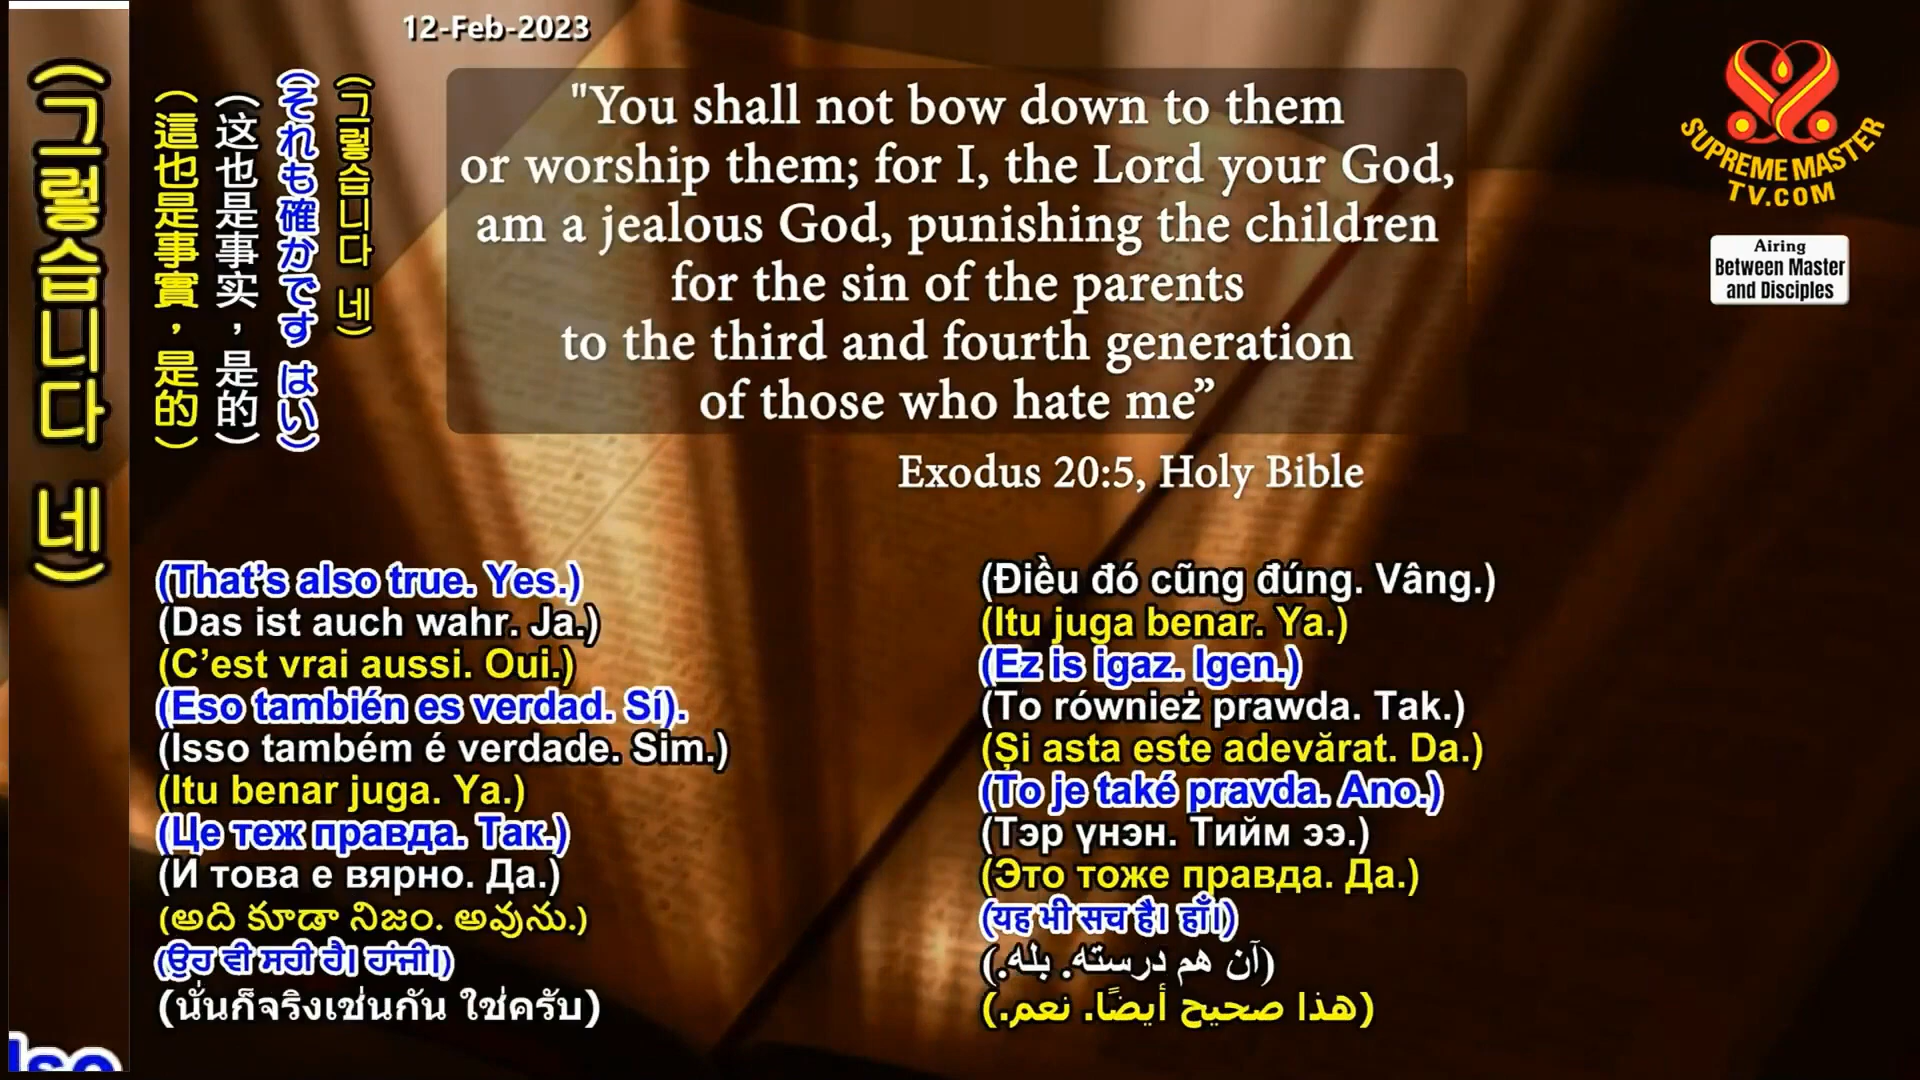 12-Feb-2023
"You shall not bow down to them
or worship them; for I, the Lord your God,
am a jealous God, punishing the children
for the sin of the parents
to the third and fourth generation
of those who hate me”
Exodus 20:5, Holy Bible
SUPREME MASTER
TV.COM
Airing
Between Master
and Disciples
(그렇습니다 네)
(그렇습니다 네)
(それも確かです はい)
(这也是事实，是的)
(這也是事實，是的)
(That’s also true. Yes.)
(Das ist auch wahr. Ja.)
(C’est vrai aussi. Oui.)
(Eso también es verdad. Sí).
(Isso também é verdade. Sim.)
(Itu benar juga. Ya.)
(Це теж правда. Так.)
(И това е вярно. Да.)
(అది కూడా నిజం. అవును.)
(ਉਹ ਵੀ ਸਹੀ ਹੈ। ਹਾਂਜੀ।)
(นั่นก็จริงเช่นกัน ใช่ครับ)
(Điều đó cũng đúng. Vâng.)
(Itu juga benar. Ya.)
(Ez is igaz. Igen.)
(To również prawda. Tak.)
(Și asta este adevărat. Da.)
(To je také pravda. Ano.)
(Тэр үнэн. Тийм ээ.)
(Это тоже правда. Да.)
(यह भी सच है। हाँ।)
(آن هم درسته. بله.)
(هذا صحيح أيضًا. نعم.)
lso